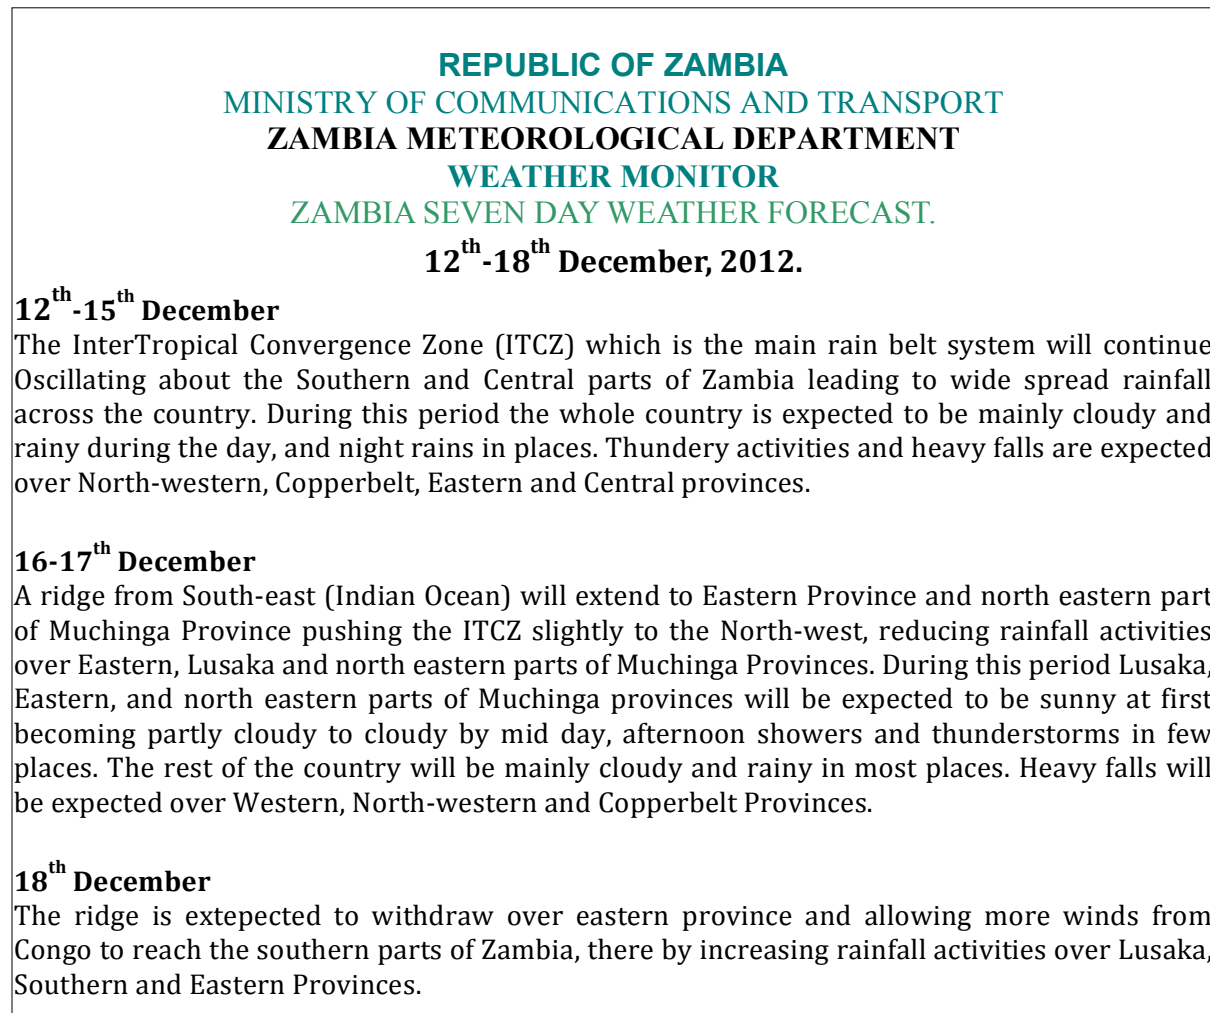 REPUBLIC OF ZAMBIA
MINISTRY OF COMMUNICATIONS AND TRANSPORT
ZAMBIA METEOROLOGICAL DEPARTMENT
WEATHER MONITOR
ZAMBIA SEVEN DAY WEATHER FORECAST.
12th-18th December, 2012.
12th-15th December
The InterTropical Convergence Zone (ITCZ) which is the main rain belt system will continue
Oscillating about the Southern and Central parts of Zambia leading to wide spread rainfall
across the country. During this period the whole country is expected to be mainly cloudy and
rainy during the day, and night rains in places. Thundery activities and heavy falls are expected
over North-western, Copperbelt, Eastern and Central provinces.
16-17th December
A ridge from South-east (Indian Ocean) will extend to Eastern Province and north eastern part
of Muchinga Province pushing the ITCZ slightly to the North-west, reducing rainfall activities
over Eastern, Lusaka and north eastern parts of Muchinga Provinces. During this period Lusaka,
Eastern, and north eastern parts of Muchinga provinces will be expected to be sunny at first
becoming partly cloudy to cloudy by mid day, afternoon showers and thunderstorms in few
places. The rest of the country will be mainly cloudy and rainy in most places. Heavy falls will
be expected over Western, North-western and Copperbelt Provinces.
18th December
The ridge is extepected to withdraw over eastern province and allowing more winds from
Congo to reach the southern parts of Zambia, there by increasing rainfall activities over Lusaka,
Southern and Eastern Provinces.